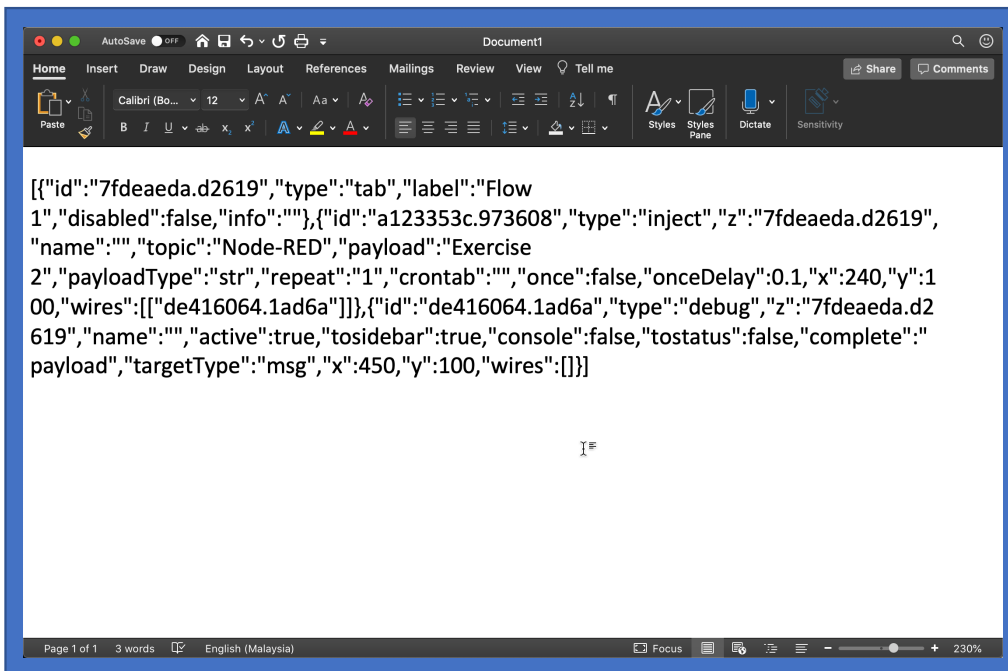 AutoSave OFF Document1
Home Insert Draw Design Layout References Mailings Review View Tell me Share Comments
Calibri (Bo... 12 A^ Aˇ Aa A
Paste B I U ab x₂ x² A A Styles Styles Pane Dictate Sensitivity
[{"id":"7fdeaeda.d2619","type":"tab","label":"Flow
1","disabled":false,"info":""},{"id":"a123353c.973608","type":"inject","z":"7fdeaeda.d2619",
"name":"","topic":"Node-RED","payload":"Exercise
2","payloadType":"str","repeat":"1","crontab":"","once":false,"onceDelay":0.1,"x":240,"y":1
00,"wires":[["de416064.1ad6a"]]},{"id":"de416064.1ad6a","type":"debug","z":"7fdeaeda.d2
619","name":"","active":true,"tosidebar":true,"console":false,"tostatus":false,"complete":"
payload","targetType":"msg","x":450,"y":100,"wires":[]}]
Page 1 of 1 3 words English (Malaysia) Focus 230%